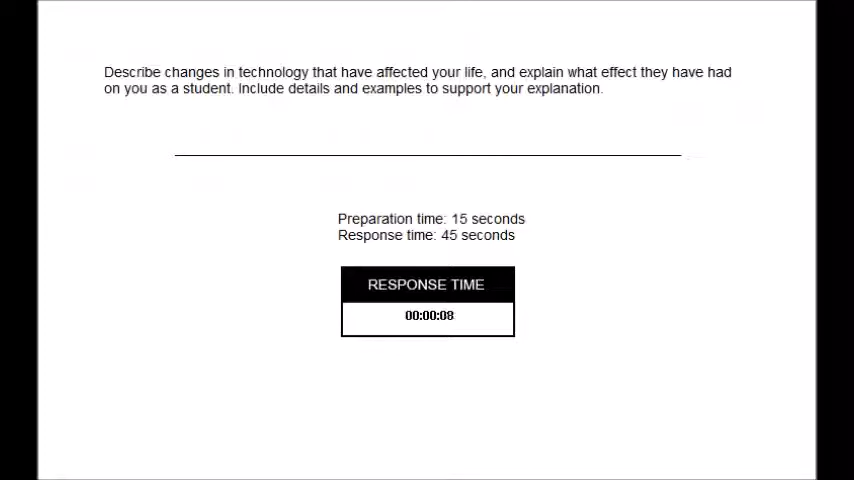 Describe changes in technology that have affected your life, and explain what effect they have had
on you as a student. Include details and examples to support your explanation.
Preparation time: 15 seconds
Response time: 45 seconds
RESPONSE TIME
00:00:08